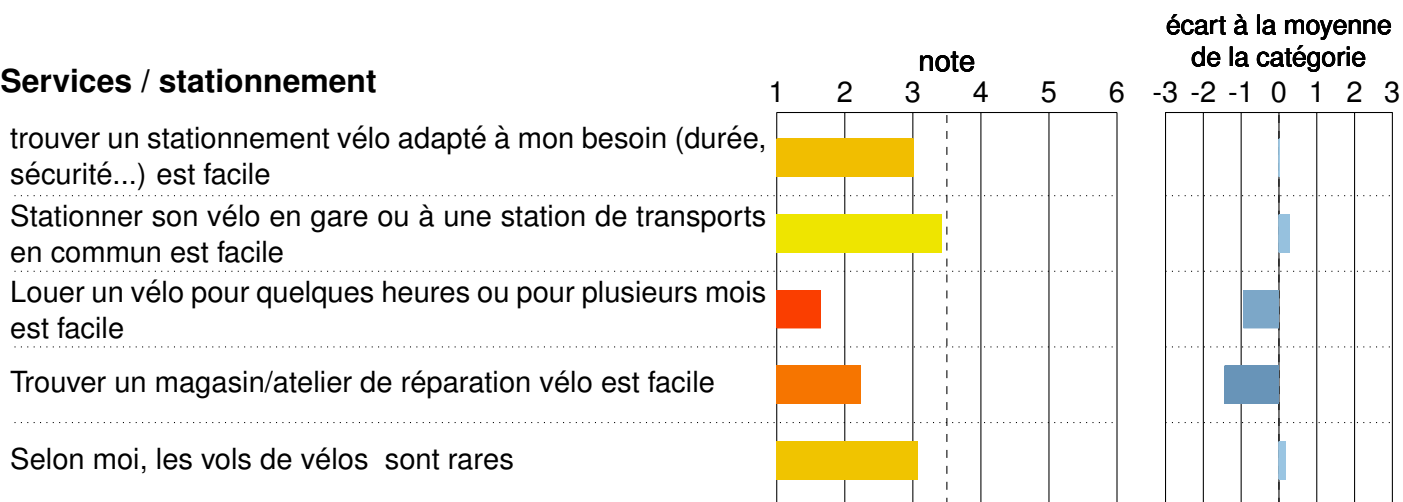 écart à la moyenne
de la catégorie
note
Services / stationnement
1 2 3 4 5 6 -3 -2 -1 0 1 2 3
trouver un stationnement vélo adapté à mon besoin (durée,
sécurité...) est facile
Stationner son vélo en gare ou à une station de transports
en commun est facile
Louer un vélo pour quelques heures ou pour plusieurs mois
est facile
Trouver un magasin/atelier de réparation vélo est facile
Selon moi, les vols de vélos sont rares